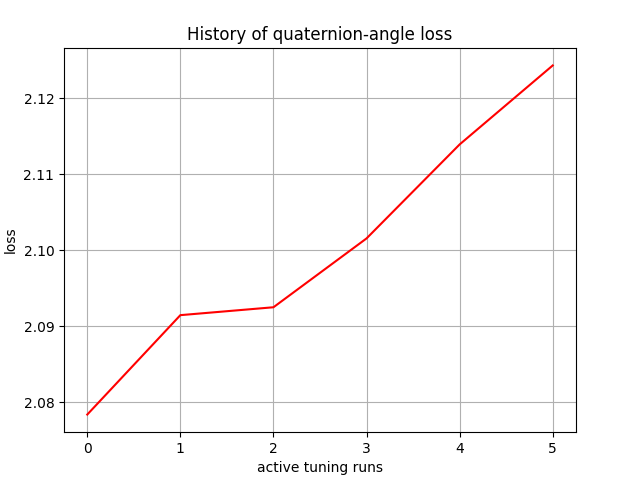 History of quaternion-angle loss
2.12
2.11
2.10
2.09
2.08
loss
0 1 2 3 4 5
active tuning runs